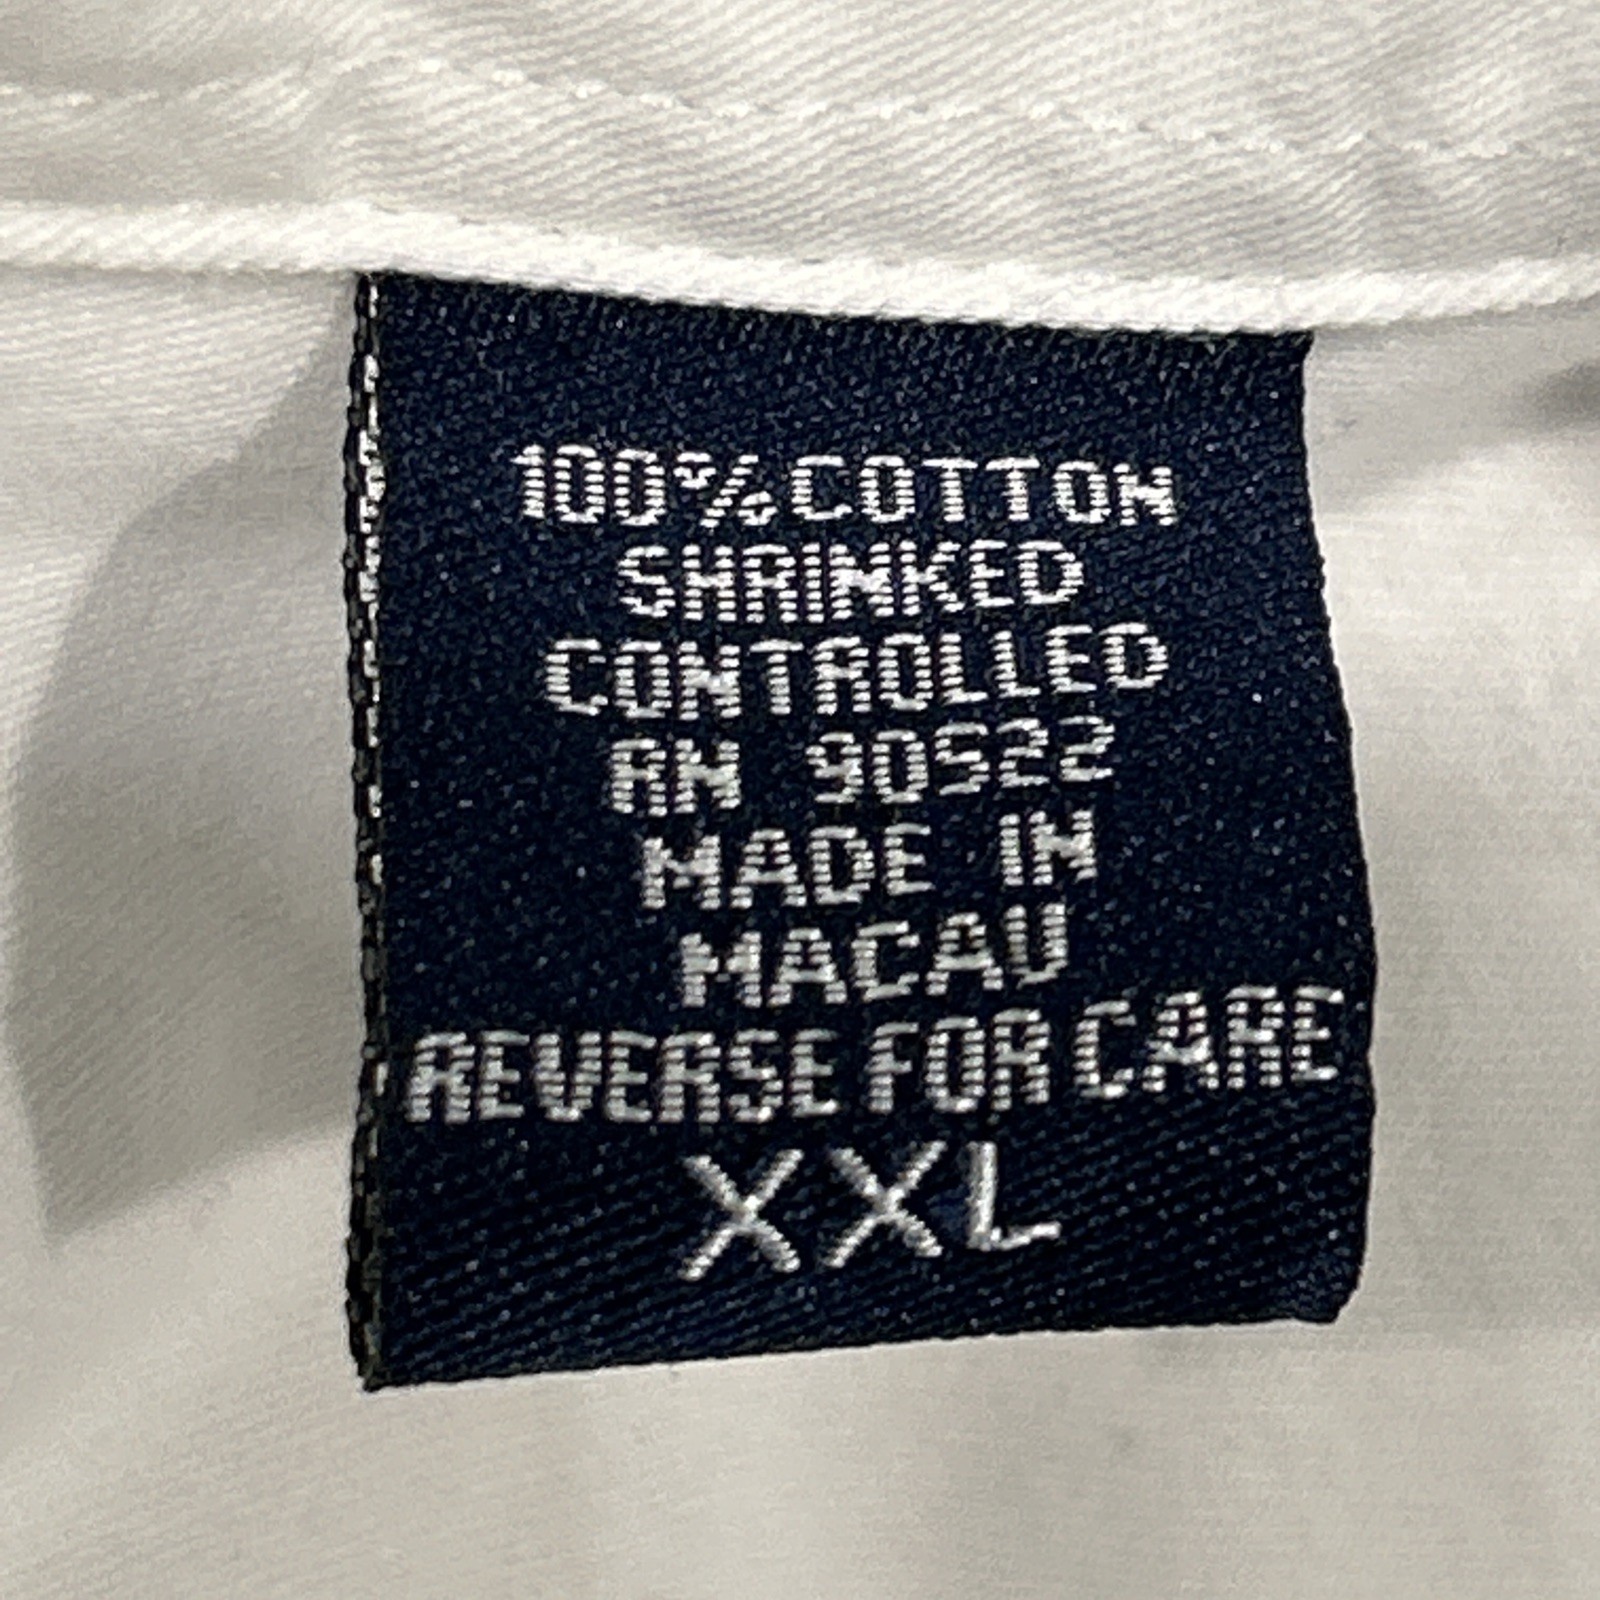 100% COTTON
SHRINKED
CONTROLLED
RN 90522
MADE IN
MACAU
REVERSE FOR CARE
XXL